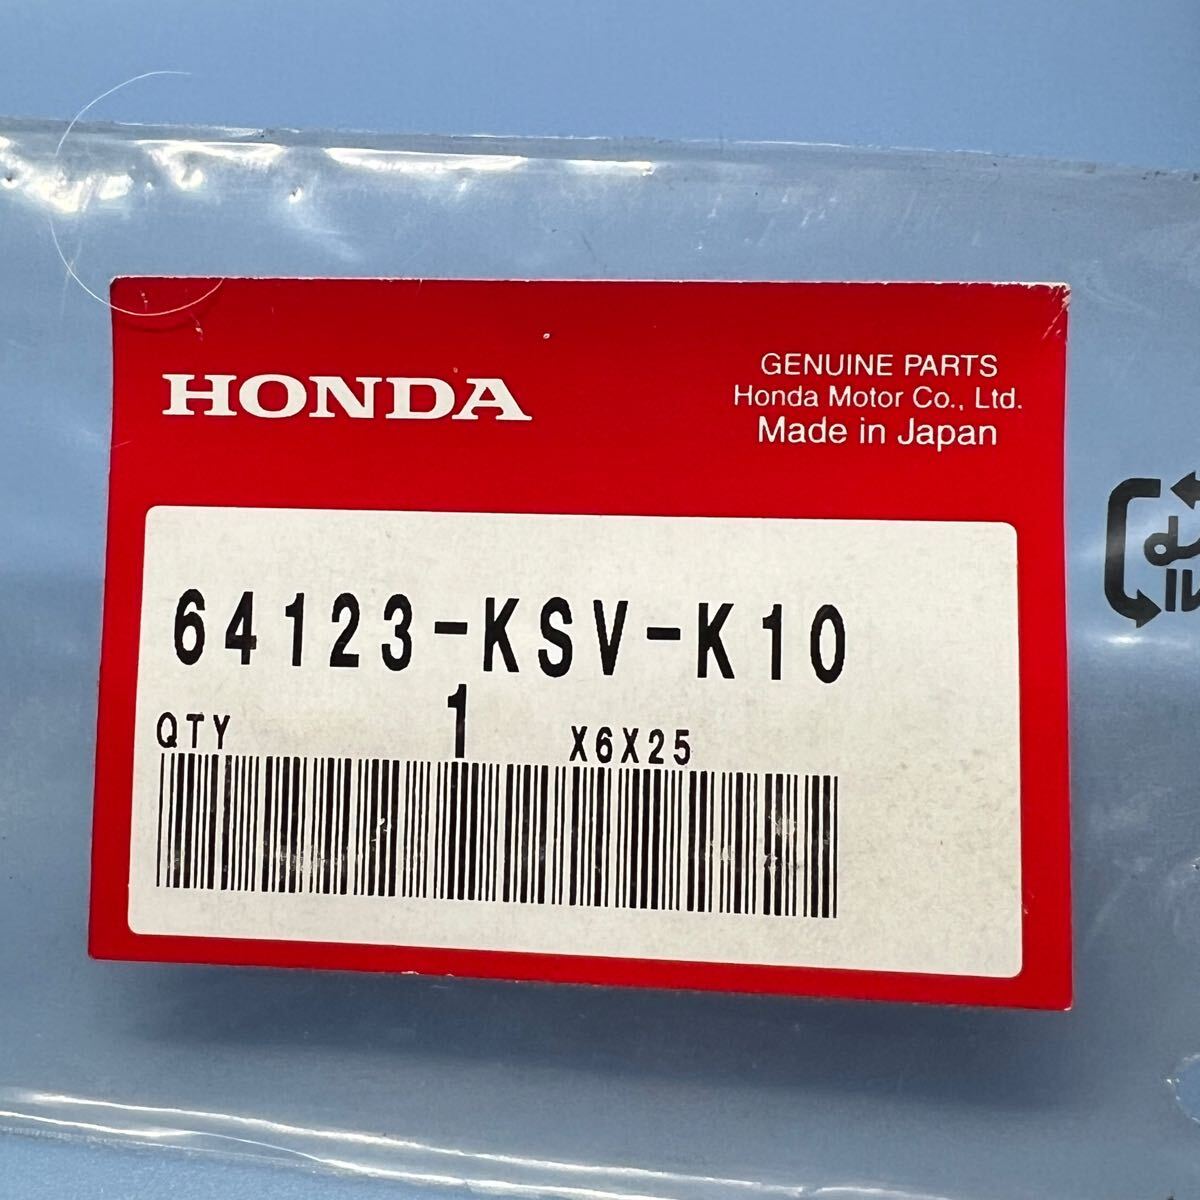 HONDA
GENUINE PARTS
Honda Motor Co., Ltd.
Made in Japan
64123-KSV-K10
QTY 1 X6X25